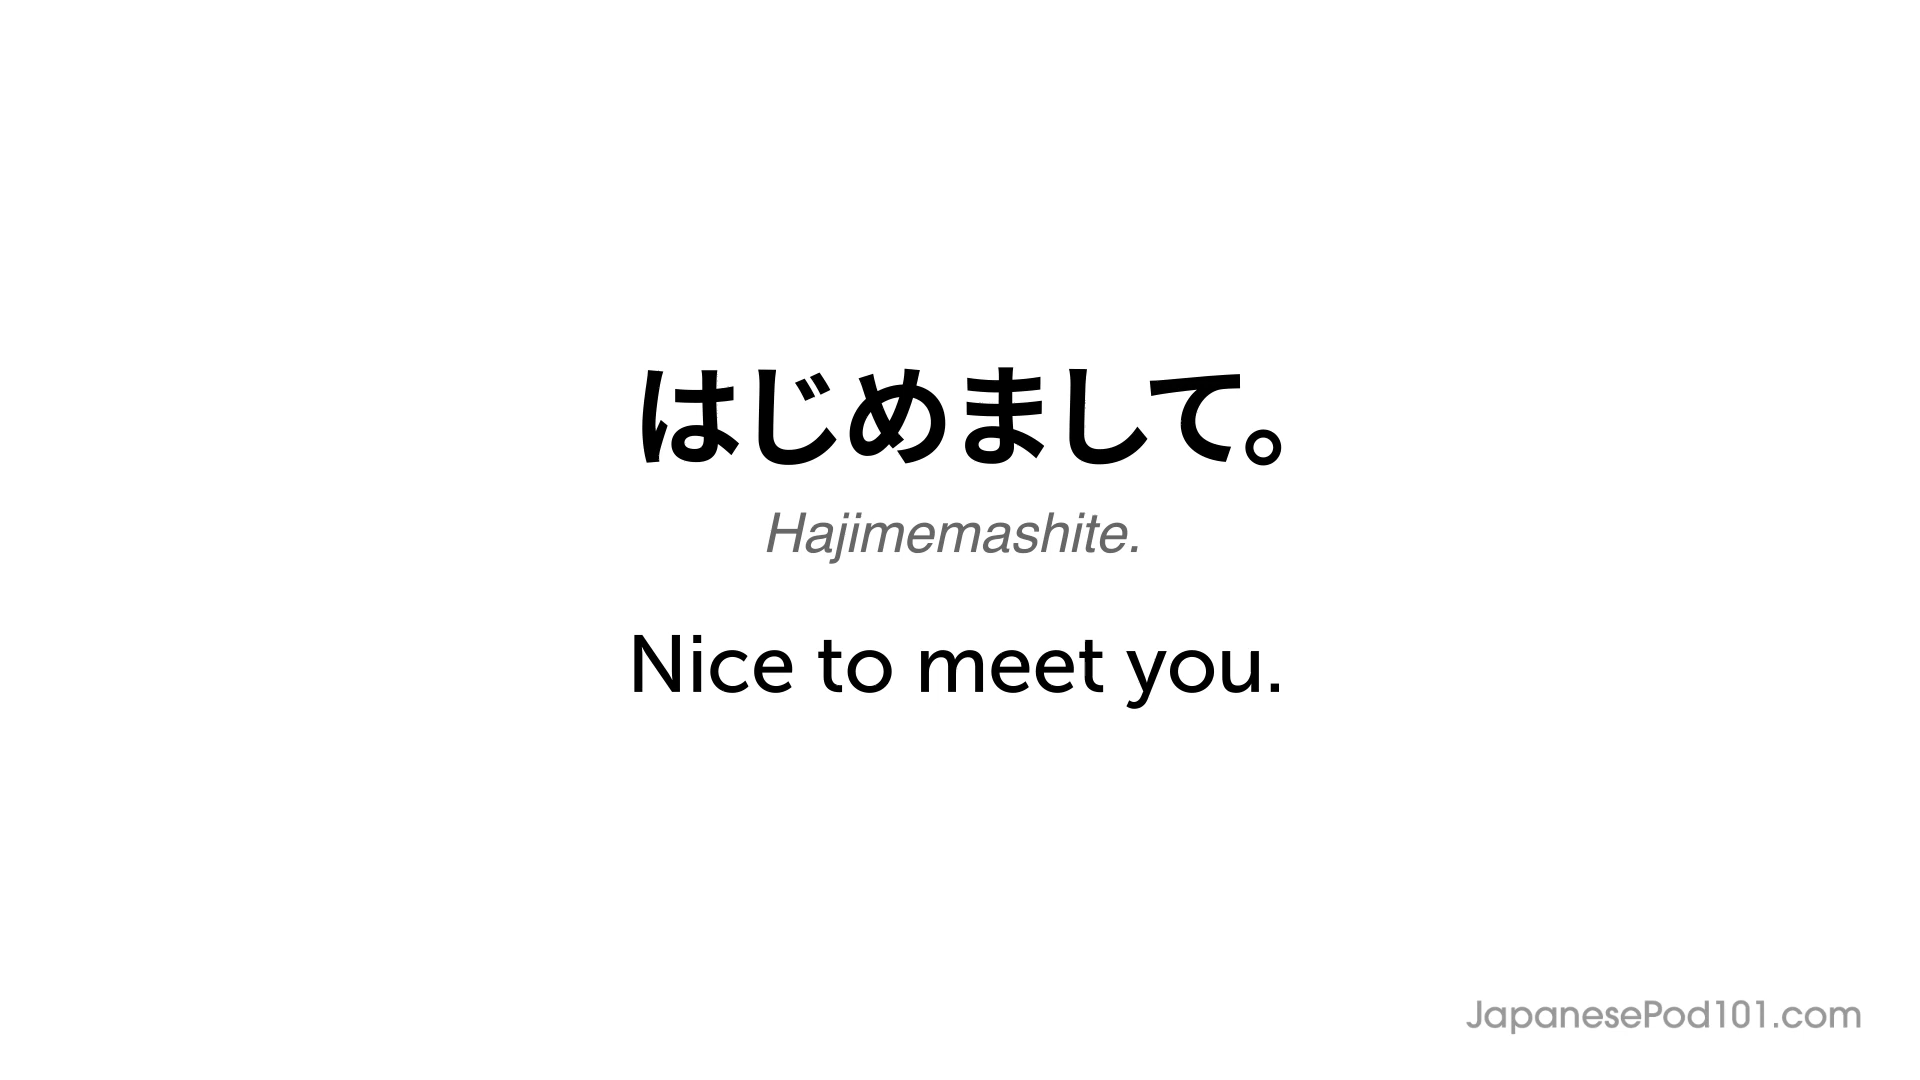 はじめまして。
Hajimemashite.
Nice to meet you.
JapanesePod101.com